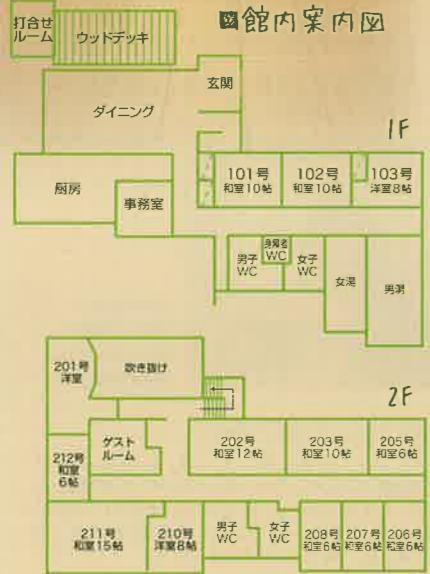 館内案内図
打合せ
ルーム
ウッドデッキ
玄関
ダイニング
1F
101号
和室10帖
102号
和室10帖
103号
洋室8帖
厨房
事務室
男子
WC
身障者
WC
女子
WC
女湯
男湯
2F
201号
洋室
吹き抜け
212号
和室
6帖
ゲスト
ルーム
202号
和室12帖
203号
和室10帖
205号
和室6帖
211号
和室15帖
210号
洋室8帖
男子
WC
女子
WC
208号
和室6帖
207号
和室6帖
206号
和室6帖